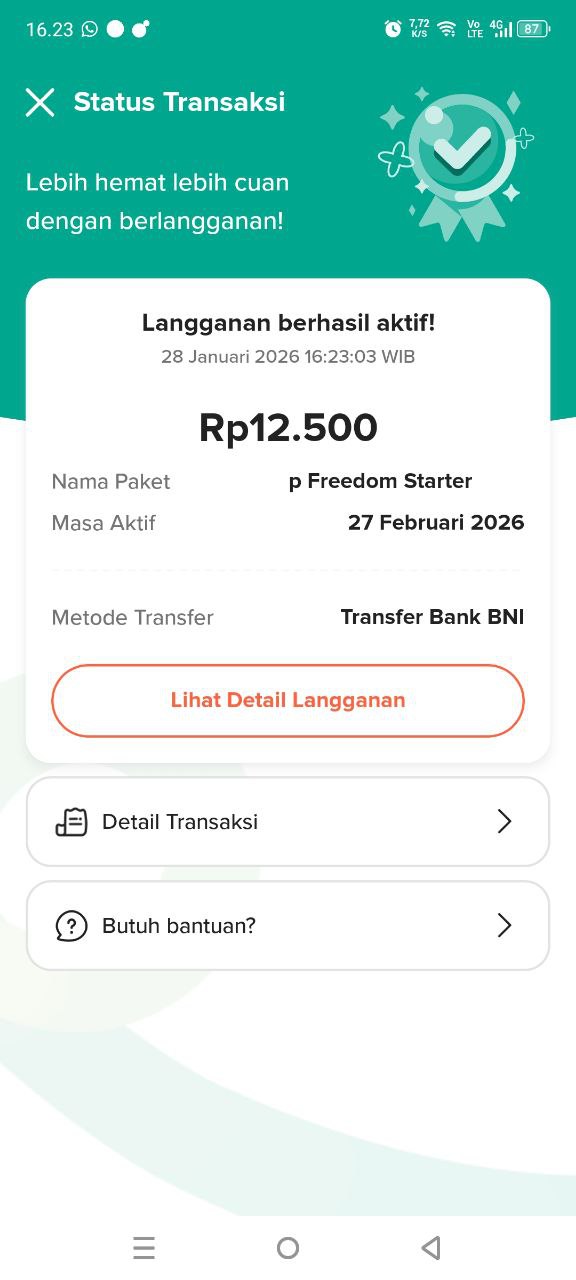 16.23
7,72
K/S
Vo
LTE
4G
87
Status Transaksi
Lebih hemat lebih cuan
dengan berlangganan!
Langganan berhasil aktif!
28 Januari 2026 16:23:03 WIB
Rp12.500
Nama Paket p Freedom Starter
Masa Aktif 27 Februari 2026
Metode Transfer Transfer Bank BNI
Lihat Detail Langganan
Detail Transaksi
Butuh bantuan?